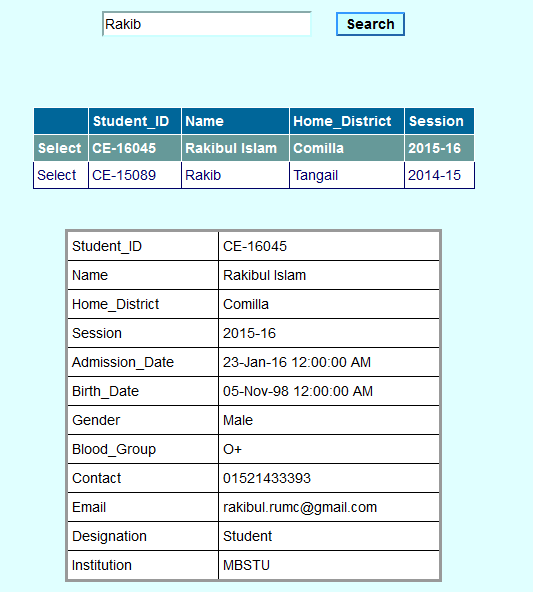 Rakib Search
Student_ID Name Home_District Session
Select CE-16045 Rakibul Islam Comilla 2015-16
Select CE-15089 Rakib Tangail 2014-15
Student_ID CE-16045
Name Rakibul Islam
Home_District Comilla
Session 2015-16
Admission_Date 23-Jan-16 12:00:00 AM
Birth_Date 05-Nov-98 12:00:00 AM
Gender Male
Blood_Group O+
Contact 01521433393
Email rakibul.rumc@gmail.com
Designation Student
Institution MBSTU